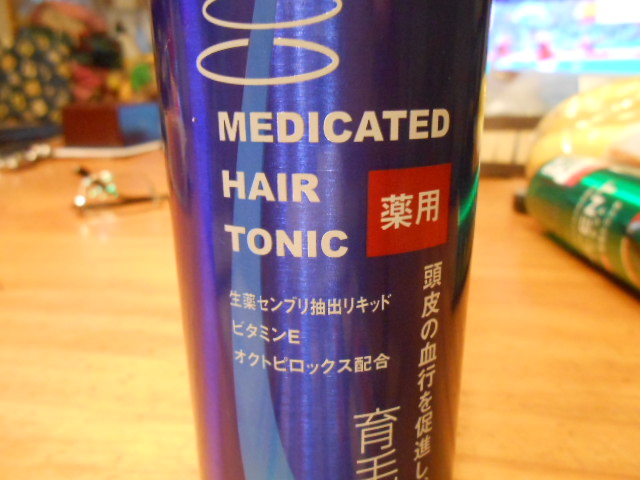 MEDICATED
HAIR
TONIC
薬用
生薬センブリ抽出リキッド
ビタミンE
オクトピロックス配合
頭皮の血行を促進し、
育毛